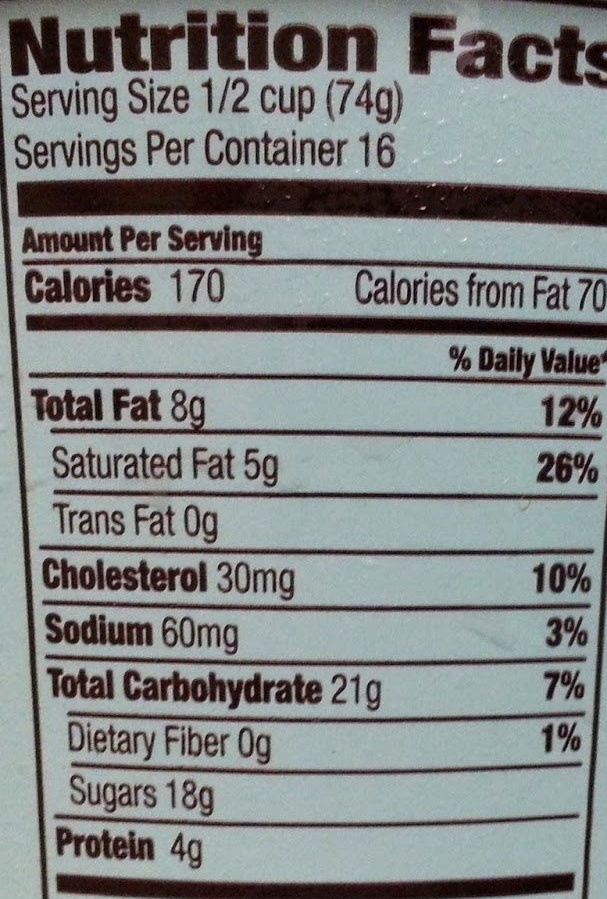 Nutrition Facts
Serving Size 1/2 cup (74g)
Servings Per Container 16
Amount Per Serving
Calories 170 Calories from Fat 70
% Daily Value*
Total Fat 8g 12%
Saturated Fat 5g 26%
Trans Fat 0g
Cholesterol 30mg 10%
Sodium 60mg 3%
Total Carbohydrate 21g 7%
Dietary Fiber 0g 1%
Sugars 18g
Protein 4g